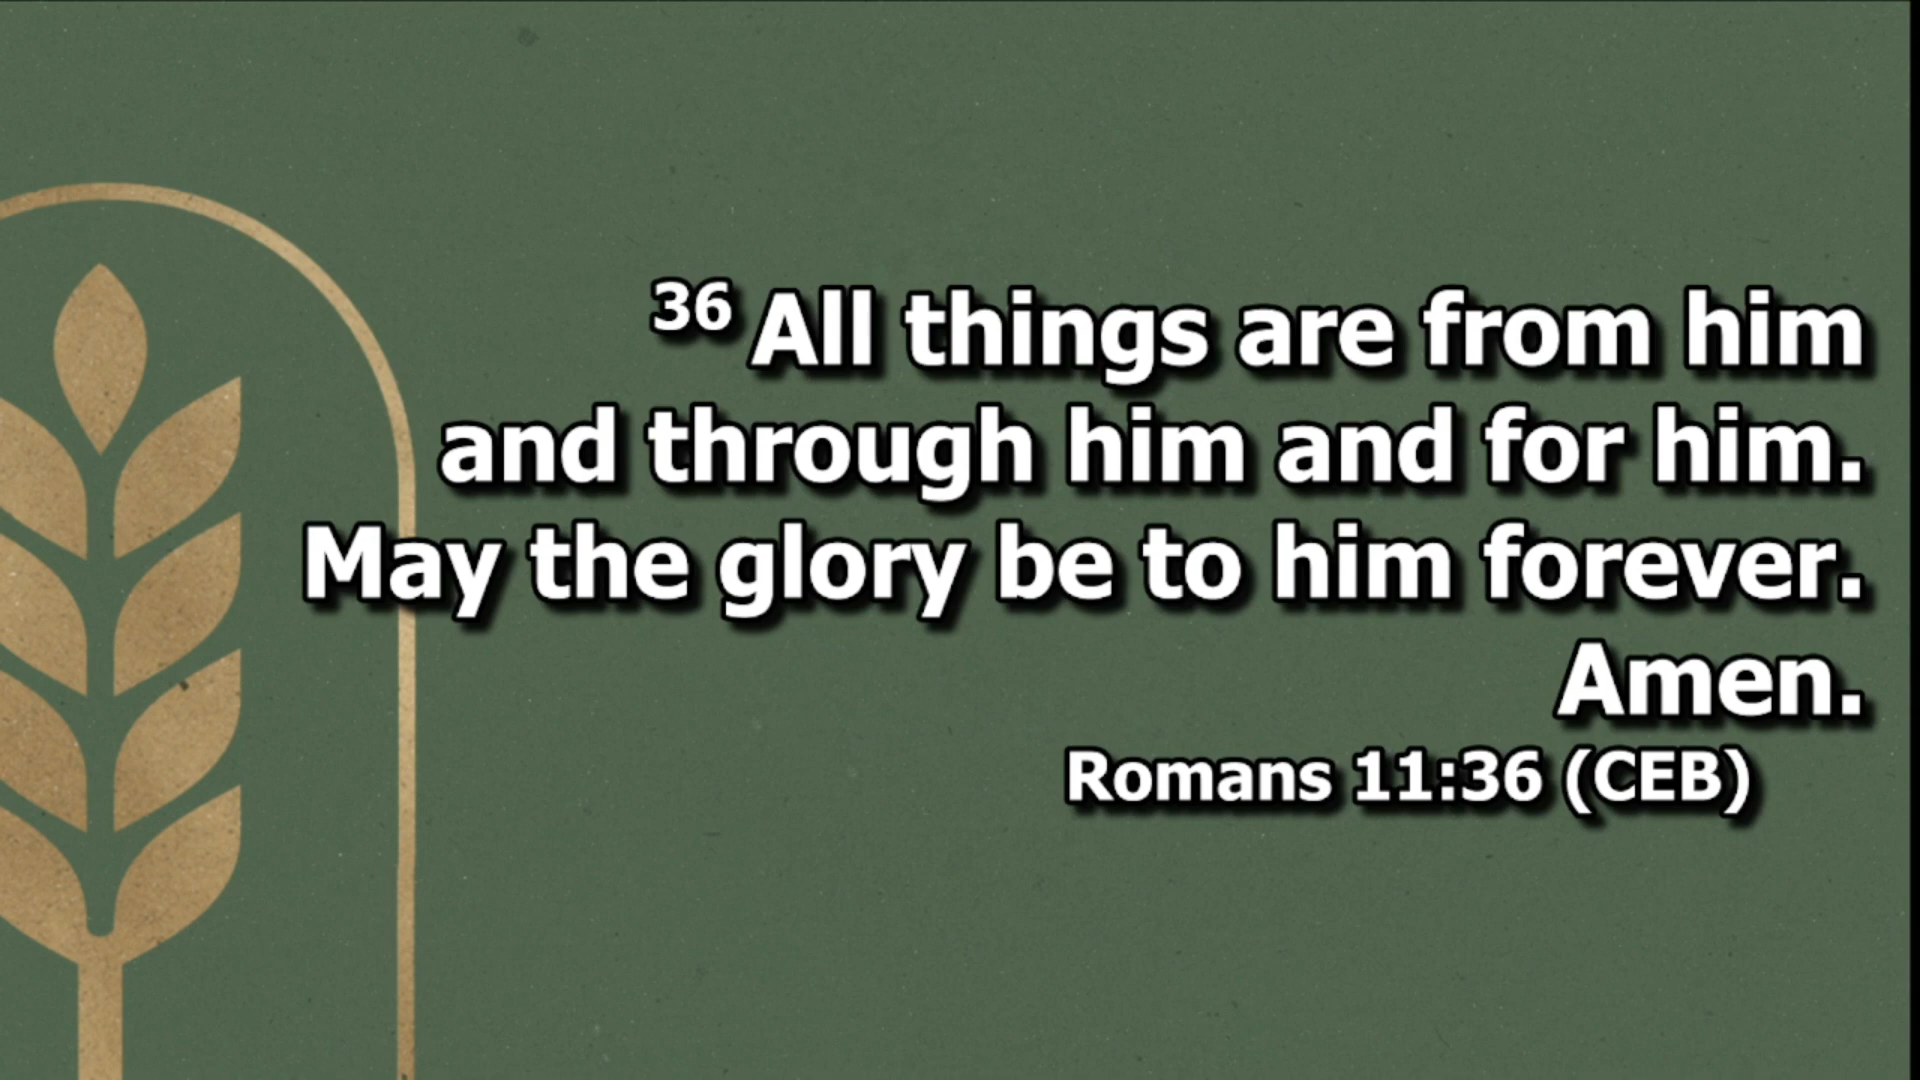 36 All things are from him
and through him and for him.
May the glory be to him forever.
Amen.
Romans 11:36 (CEB)